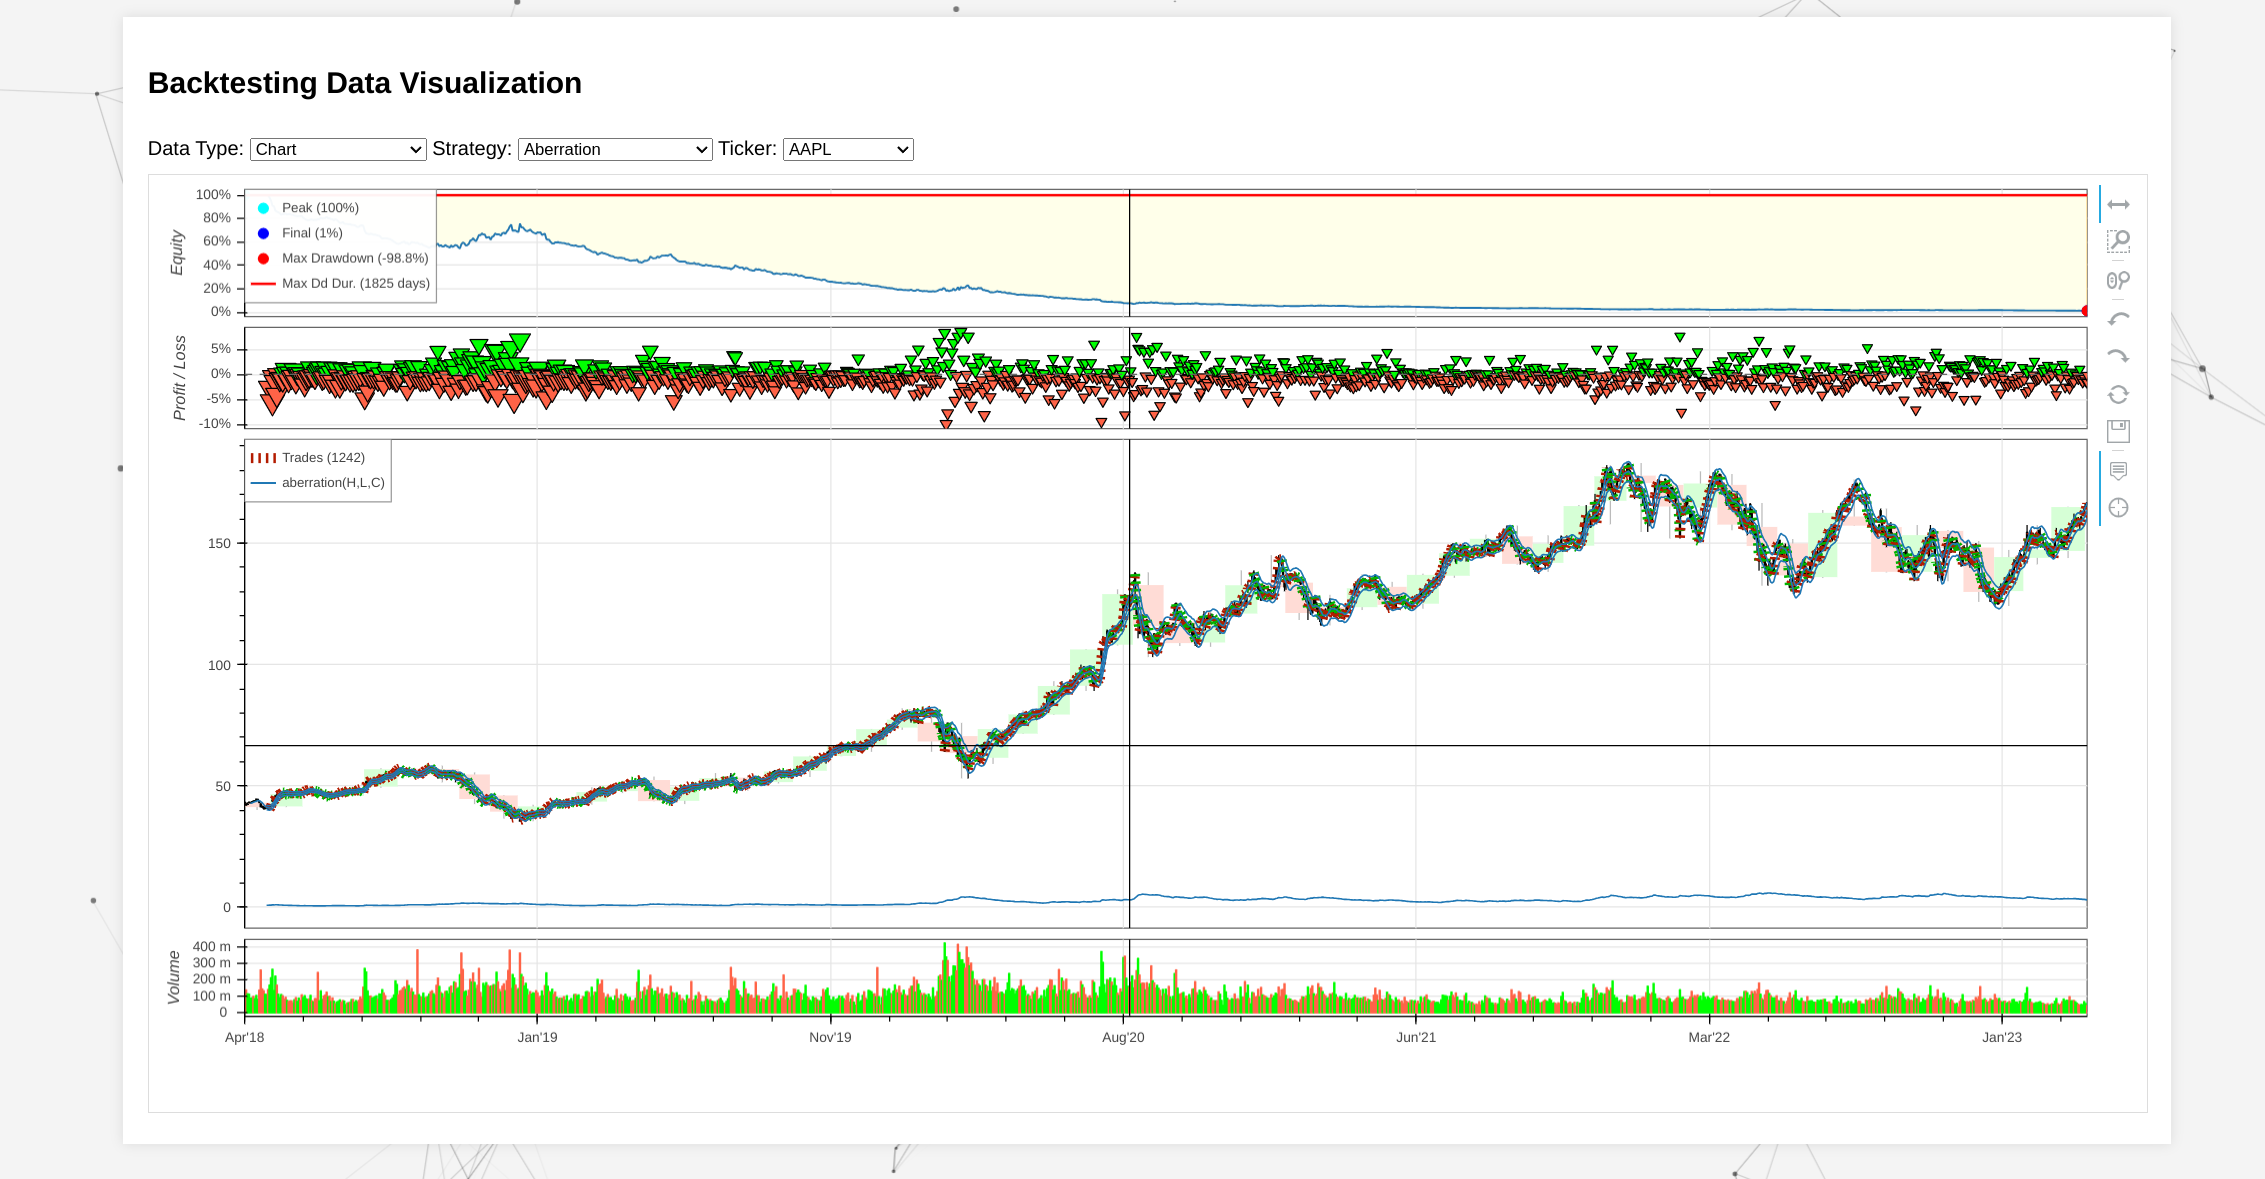 Backtesting Data Visualization
Data Type: Chart Strategy: Aberration Ticker: AAPL
Equity
100%
80%
60%
40%
20%
0%
Peak (100%)
Final (1%)
Max Drawdown (-98.8%)
Max Dd Dur. (1825 days)
Profit / Loss
5%
0%
-5%
-10%
Trades (1242)
aberration(H,L,C)
150
100
50
0
Volume
400 m
300 m
200 m
100 m
0
Apr'18 Jan'19 Nov'19 Aug'20 Jun'21 Mar'22 Jan'23